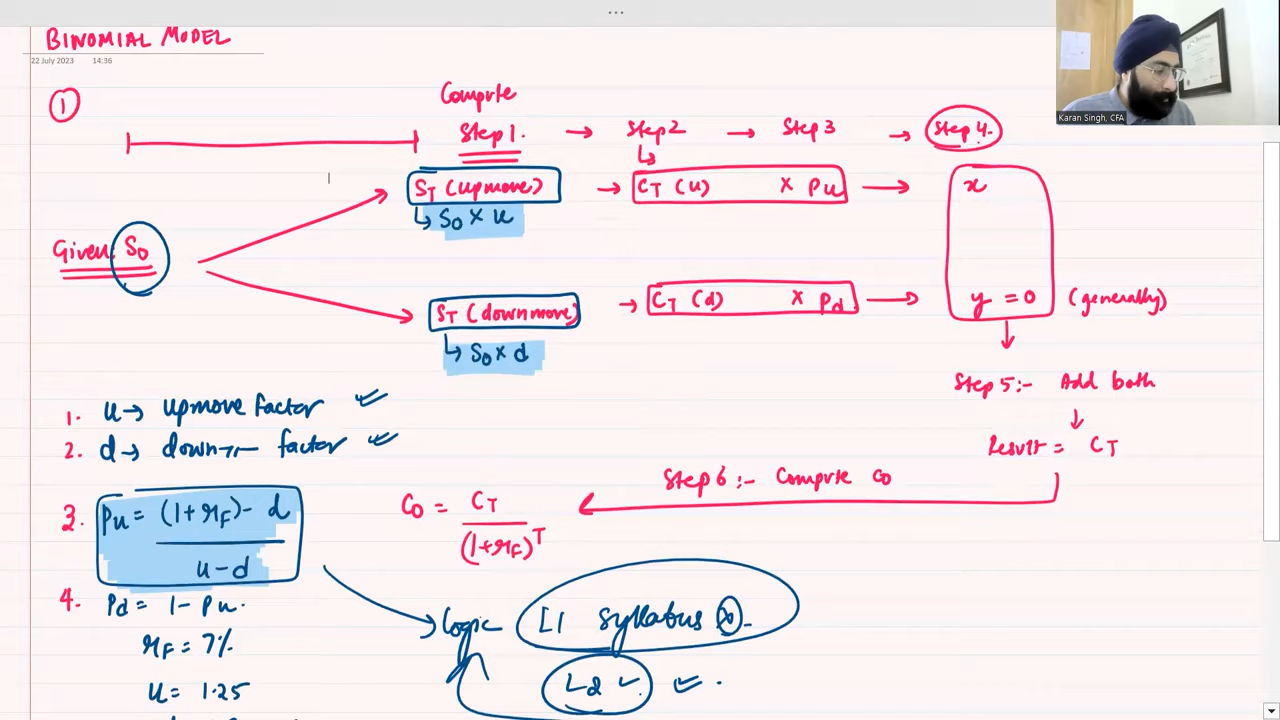 BINOMIAL MODEL
22 July 2023 14:36
①
Compute
Step 1. → Step 2 → Step 3 → Step 4.
ST (upmove) → CT (u) × Pu → x
↳ S0 × u
Given S0
ST (downmove) → CT (d) × Pd → y = 0 (generally)
↳ S0 × d
Step 5:- Add both
Result = CT
1. u → upmove factor
2. d → down factor
Step 6:- Compute C0
3. Pu = (1+rF) - d
u - d
C0 = CT
(1+rF)^T
4. Pd = 1 - Pu.
Logic L1 syllabus
rF = 7%
u = 1.25
Karan Singh, CFA